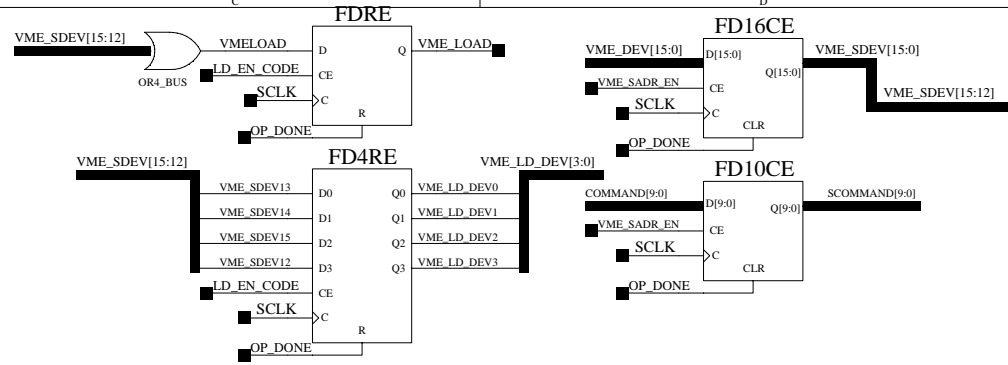 C
D
FDRE
VME_SDEV[15:12]
OR4_BUS
VMELOAD
D
Q
VME_LOAD
LD_EN_CODE
CE
SCLK
C
R
OP_DONE
FD16CE
VME_DEV[15:0]
D[15:0]
Q[15:0]
VME_SDEV[15:0]
VME_SDEV[15:12]
VME_SADR_EN
CE
SCLK
C
CLR
OP_DONE
FD4RE
VME_SDEV[15:12]
VME_LD_DEV[3:0]
VME_SDEV13
D0
Q0
VME_LD_DEV0
VME_SDEV14
D1
Q1
VME_LD_DEV1
VME_SDEV15
D2
Q2
VME_LD_DEV2
VME_SDEV12
D3
Q3
VME_LD_DEV3
LD_EN_CODE
CE
SCLK
C
R
OP_DONE
FD10CE
COMMAND[9:0]
D[9:0]
Q[9:0]
SCOMMAND[9:0]
VME_SADR_EN
CE
SCLK
C
CLR
OP_DONE